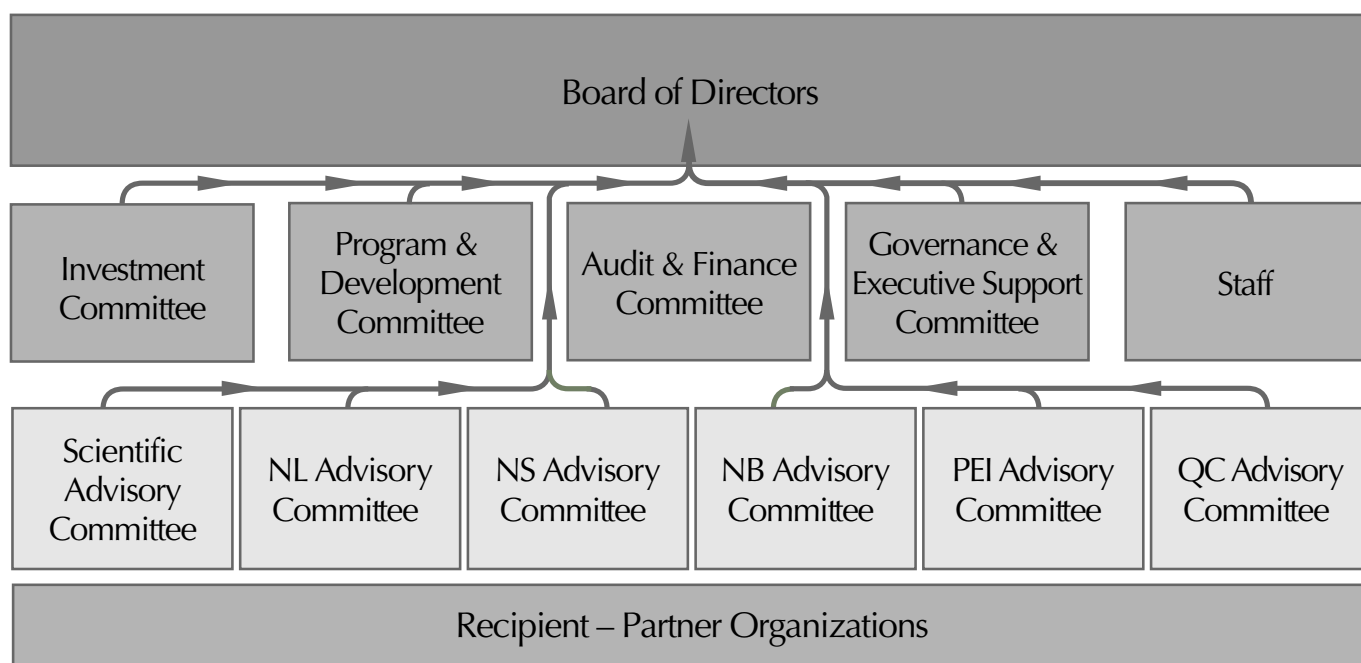 Board of Directors
Investment
Committee
Program &
Development
Committee
Audit & Finance
Committee
Governance &
Executive Support
Committee
Staff
Scientific
Advisory
Committee
NL Advisory
Committee
NS Advisory
Committee
NB Advisory
Committee
PEI Advisory
Committee
QC Advisory
Committee
Recipient – Partner Organizations